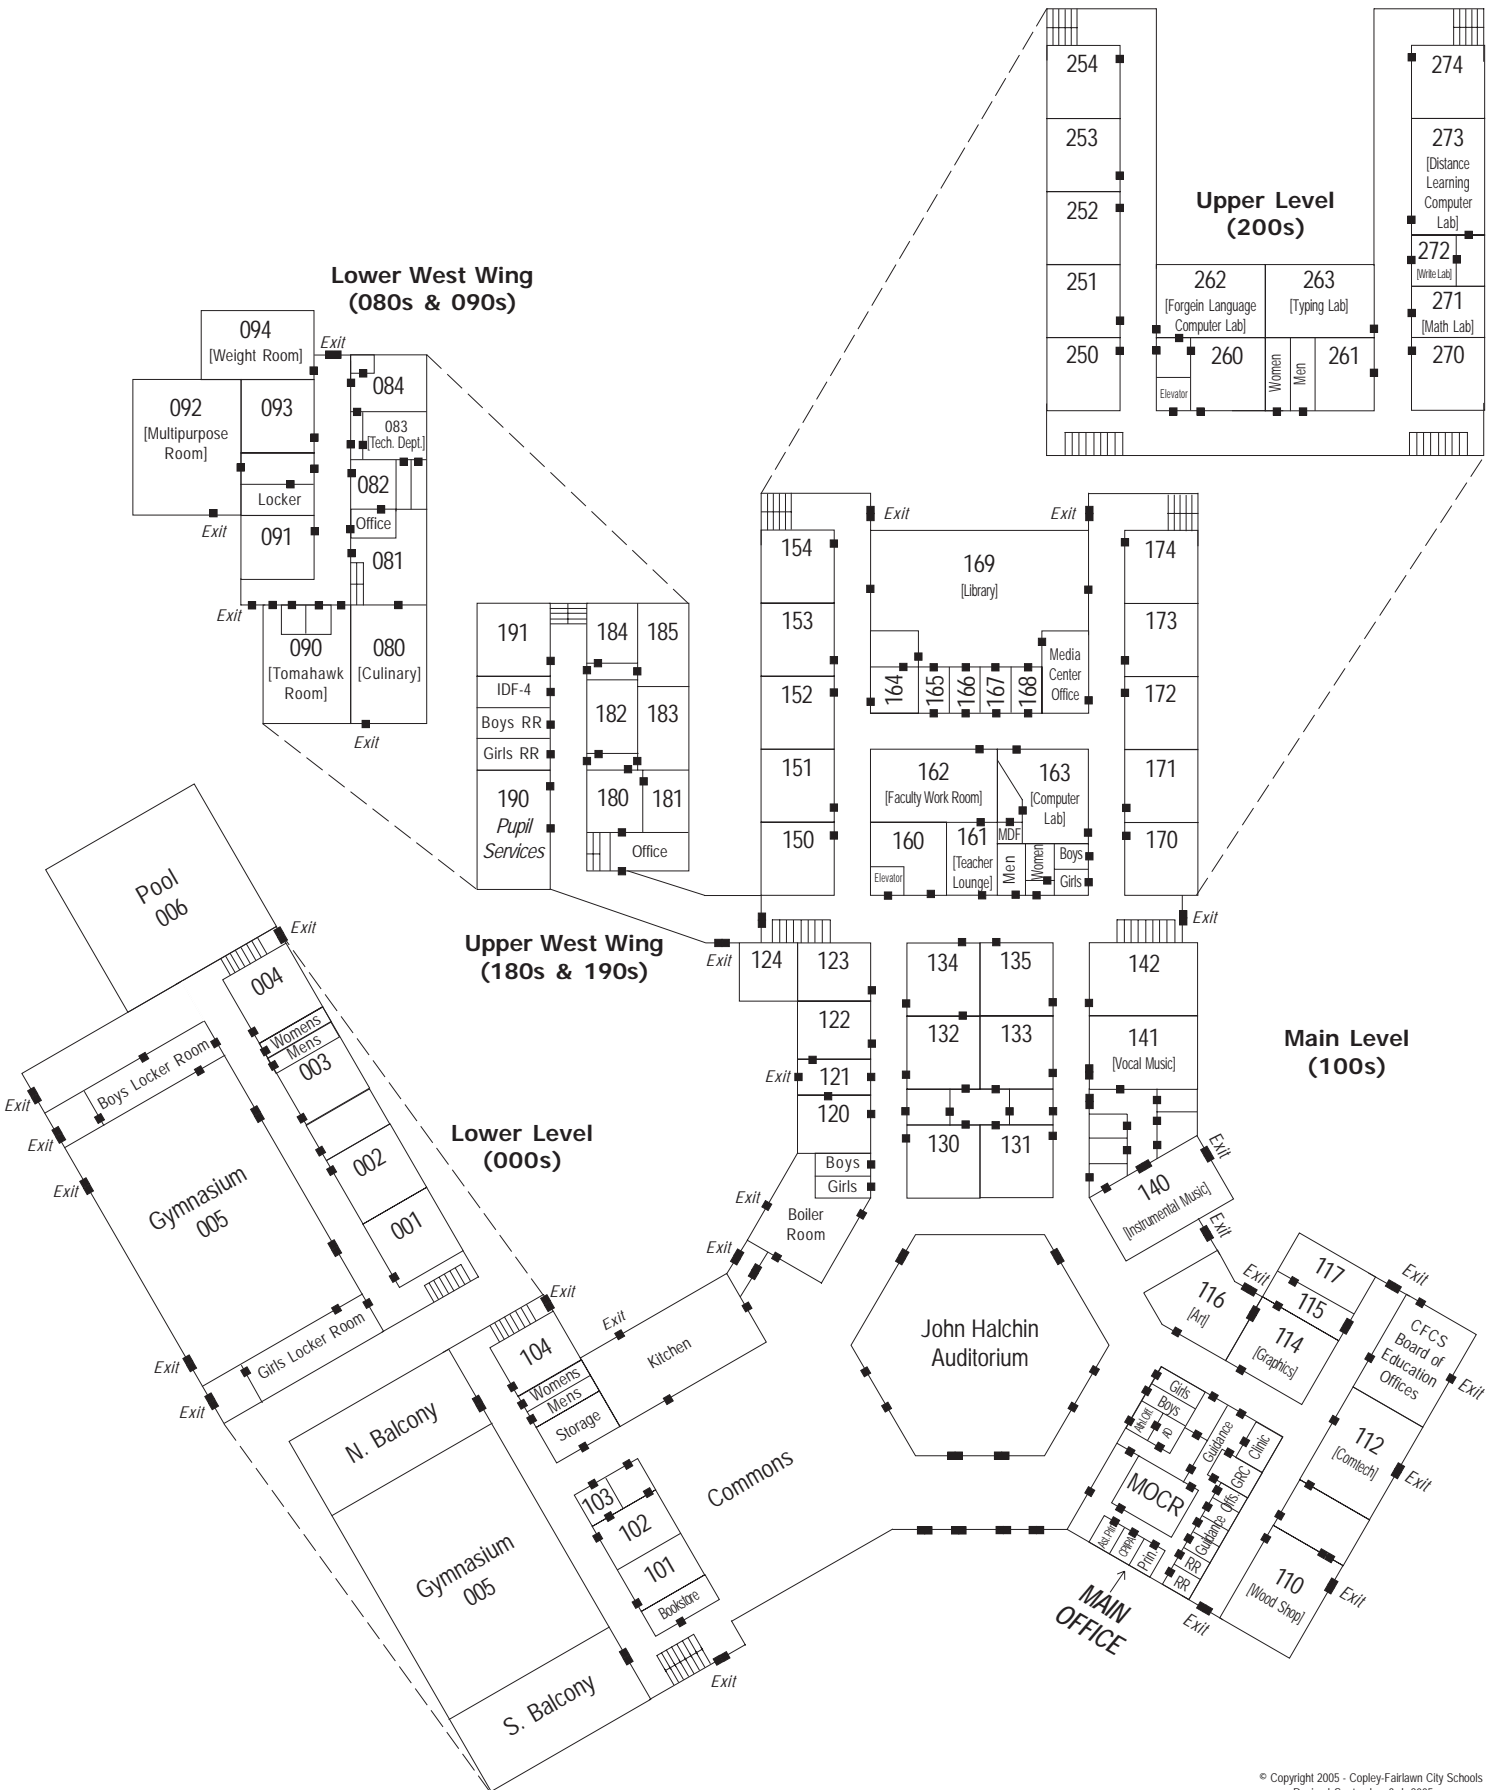 Upper Level
(200s)
254
253
252
251
250
262
[Forgein Language
Computer Lab]
263
[Typing Lab]
260
Elevator
Women
Men
261
274
273
[Distance
Learning
Computer
Lab]
272
[Write Lab]
271
[Math Lab]
270
Lower West Wing
(080s & 090s)
094
[Weight Room]
Exit
084
092
[Multipurpose
Room]
093
083
[Tech. Dept.]
082
Locker
Office
Exit
091
081
Exit
090
[Tomahawk
Room]
080
[Culinary]
Exit
191
IDF-4
Boys RR
Girls RR
190
Pupil
Services
184
185
182
183
180
181
Office
Upper West Wing
(180s & 190s)
Exit
Exit
154
153
152
151
150
169
[Library]
164
165
166
167
168
Media
Center
Office
162
[Faculty Work Room]
163
[Computer
Lab]
160
Elevator
161
[Teacher
Lounge]
MDF
Men
Women
Boys
Girls
174
173
172
171
170
Exit
Exit
124
123
122
Exit
121
120
Boys
Girls
Boiler
Room
Exit
Exit
134
135
132
133
130
131
142
141
[Vocal Music]
140
[Instrumental Music]
Exit
Exit
Main Level
(100s)
Pool
006
Exit
004
Womens
Mens
003
002
001
Boys Locker Room
Gymnasium
005
Girls Locker Room
Exit
Exit
Exit
Exit
Exit
Lower Level
(000s)
Exit
104
Womens
Mens
Storage
Exit
Kitchen
N. Balcony
Gymnasium
005
S. Balcony
103
102
101
Bookstore
Commons
Exit
John Halchin
Auditorium
116
[Art]
Exit
117
115
114
[Graphics]
Exit
CFCS
Board of
Education
Offices
Exit
112
[Comtech]
Exit
110
[Wood Shop]
Exit
Exit
Girls
Boys
AD
Guidance
Clinic
GRC
Guidance Offs
MOCR
Prin.
RR
RR
MAIN
OFFICE
© Copyright 2005 - Copley-Fairlawn City Schools